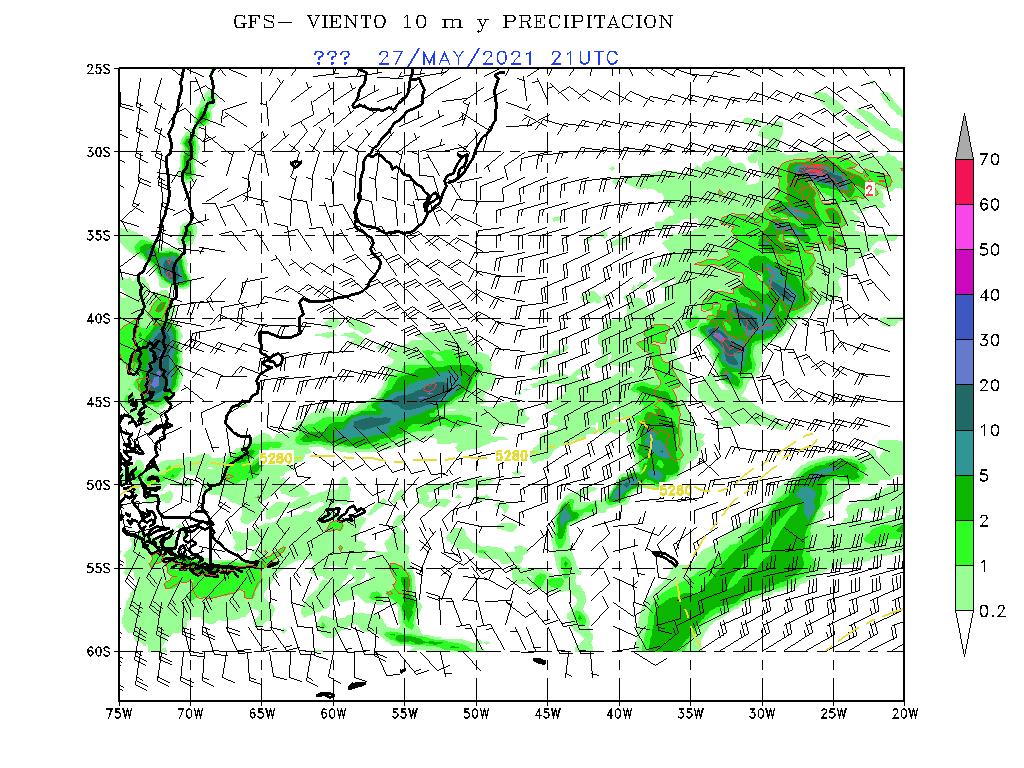 GFS— VIENTO 10 m y PRECIPITACION
??? 27/MAY/2021 21UTC
25S
30S
35S
40S
45S
50S
55S
60S
75W 70W 65W 60W 55W 50W 45W 40W 35W 30W 25W 20W
2
5280
5280
5280
70
60
50
40
30
20
10
5
2
1
0.2